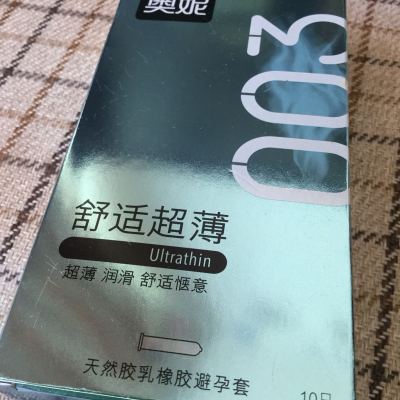 奥妮
003
舒适超薄
Ultrathin
超薄 润滑 舒适惬意
天然胶乳橡胶避孕套
10只